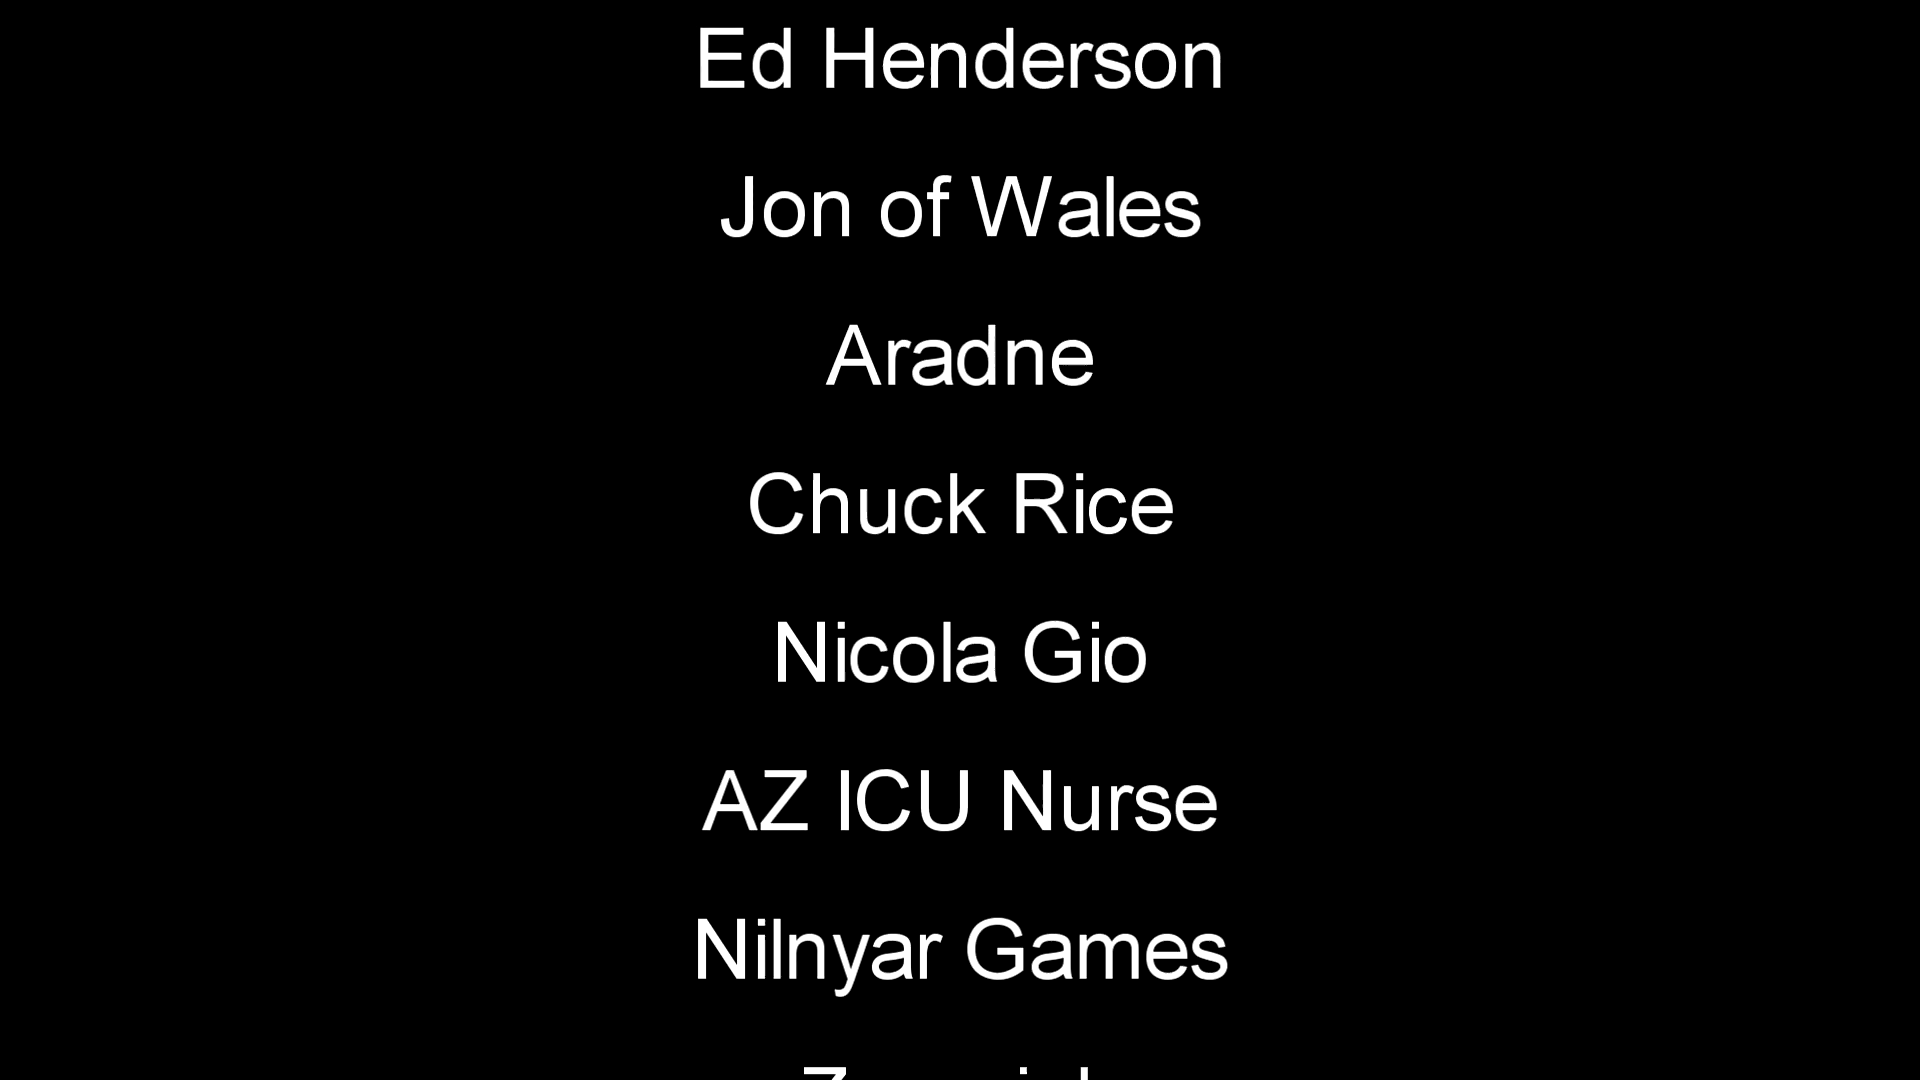 Ed Henderson
Jon of Wales
Aradne
Chuck Rice
Nicola Gio
AZ ICU Nurse
Nilnyar Games